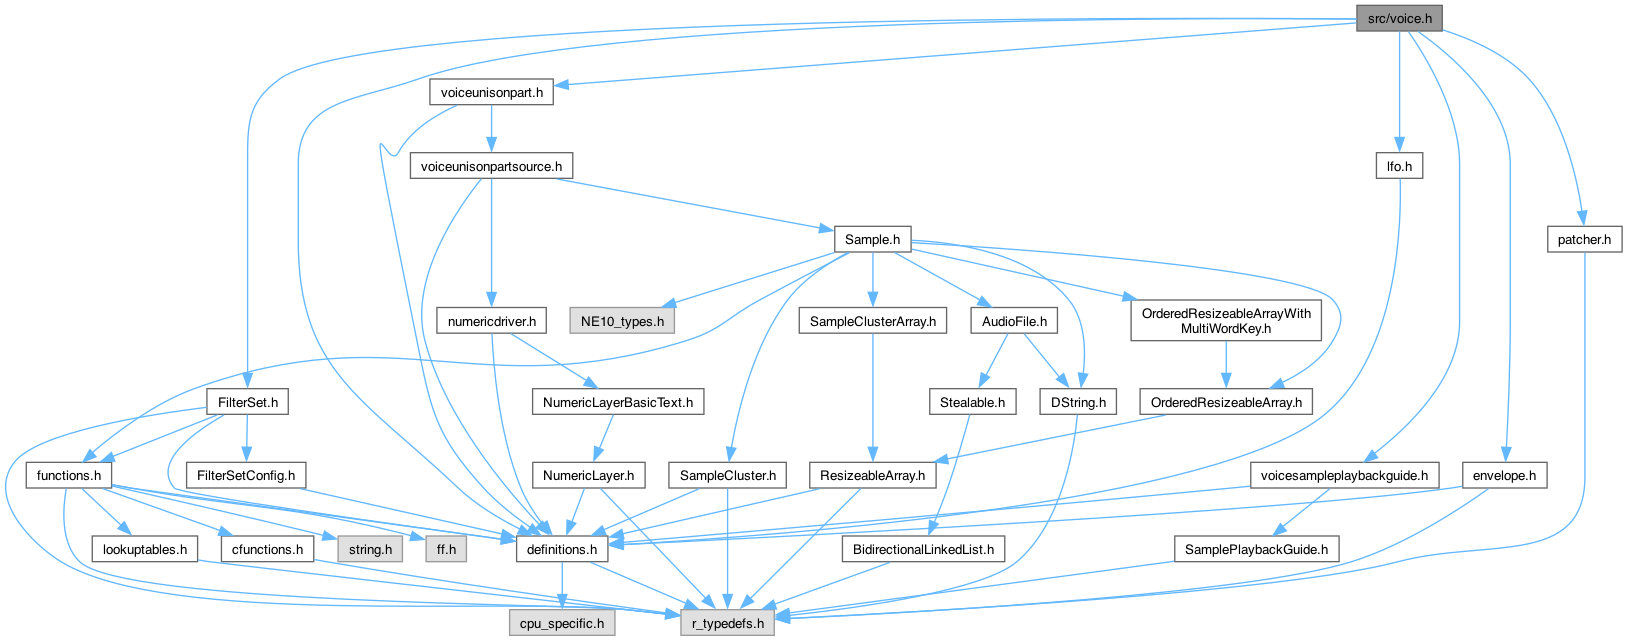 src/voice.h
voiceunisonpart.h
voiceunisonpartsource.h
lfo.h
Sample.h
patcher.h
numericdriver.h
NE10_types.h
SampleClusterArray.h
AudioFile.h
OrderedResizeableArrayWith
MultiWordKey.h
FilterSet.h
NumericLayerBasicText.h
Stealable.h
DString.h
OrderedResizeableArray.h
functions.h
FilterSetConfig.h
NumericLayer.h
SampleCluster.h
ResizeableArray.h
voicesampleplaybackguide.h
envelope.h
lookuptables.h
cfunctions.h
string.h
ff.h
definitions.h
BidirectionalLinkedList.h
SamplePlaybackGuide.h
cpu_specific.h
r_typedefs.h